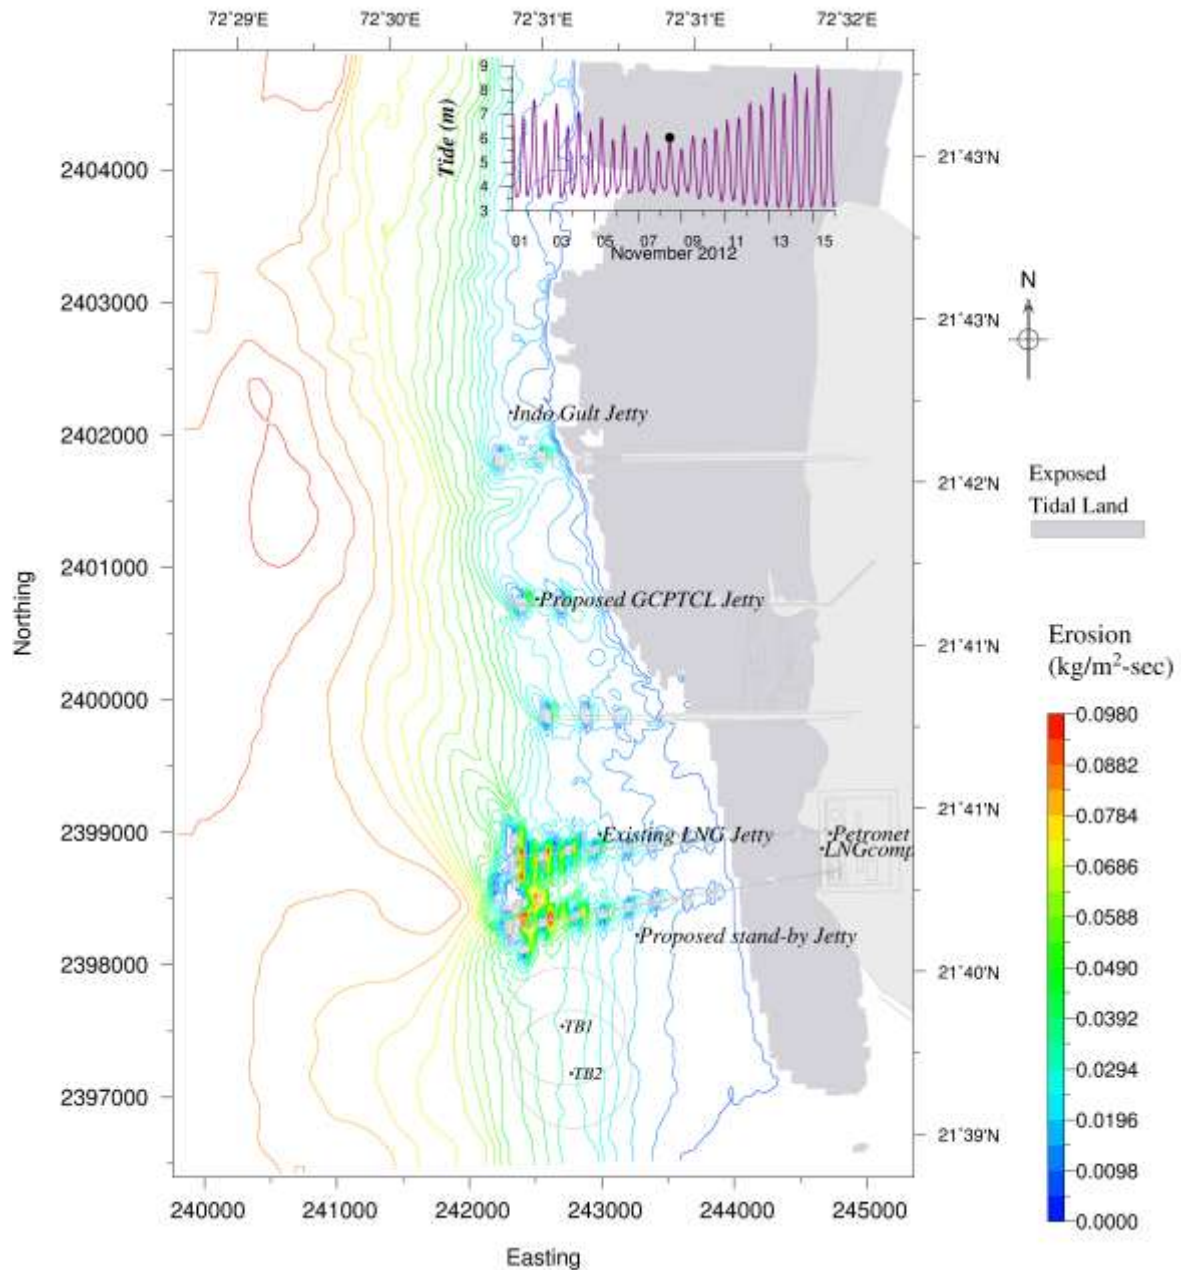 72°29'E 72°30'E 72°31'E 72°31'E 72°32'E
9
8
7
6
5
4
3
Tide (m)
01 03 05 07 09 11 13 15
November 2012
2404000
2403000
2402000
2401000
2400000
2399000
2398000
2397000
Northing
21°43'N
21°43'N
21°42'N
21°41'N
21°41'N
21°40'N
21°39'N
Indo Gult Jetty
Proposed GCPTCL Jetty
Existing LNG Jetty
Petronet
LNGcomp
Proposed stand-by Jetty
TB1
TB2
240000 241000 242000 243000 244000 245000
Easting
N
Exposed
Tidal Land
Erosion
(kg/m²-sec)
0.0980
0.0882
0.0784
0.0686
0.0588
0.0490
0.0392
0.0294
0.0196
0.0098
0.0000